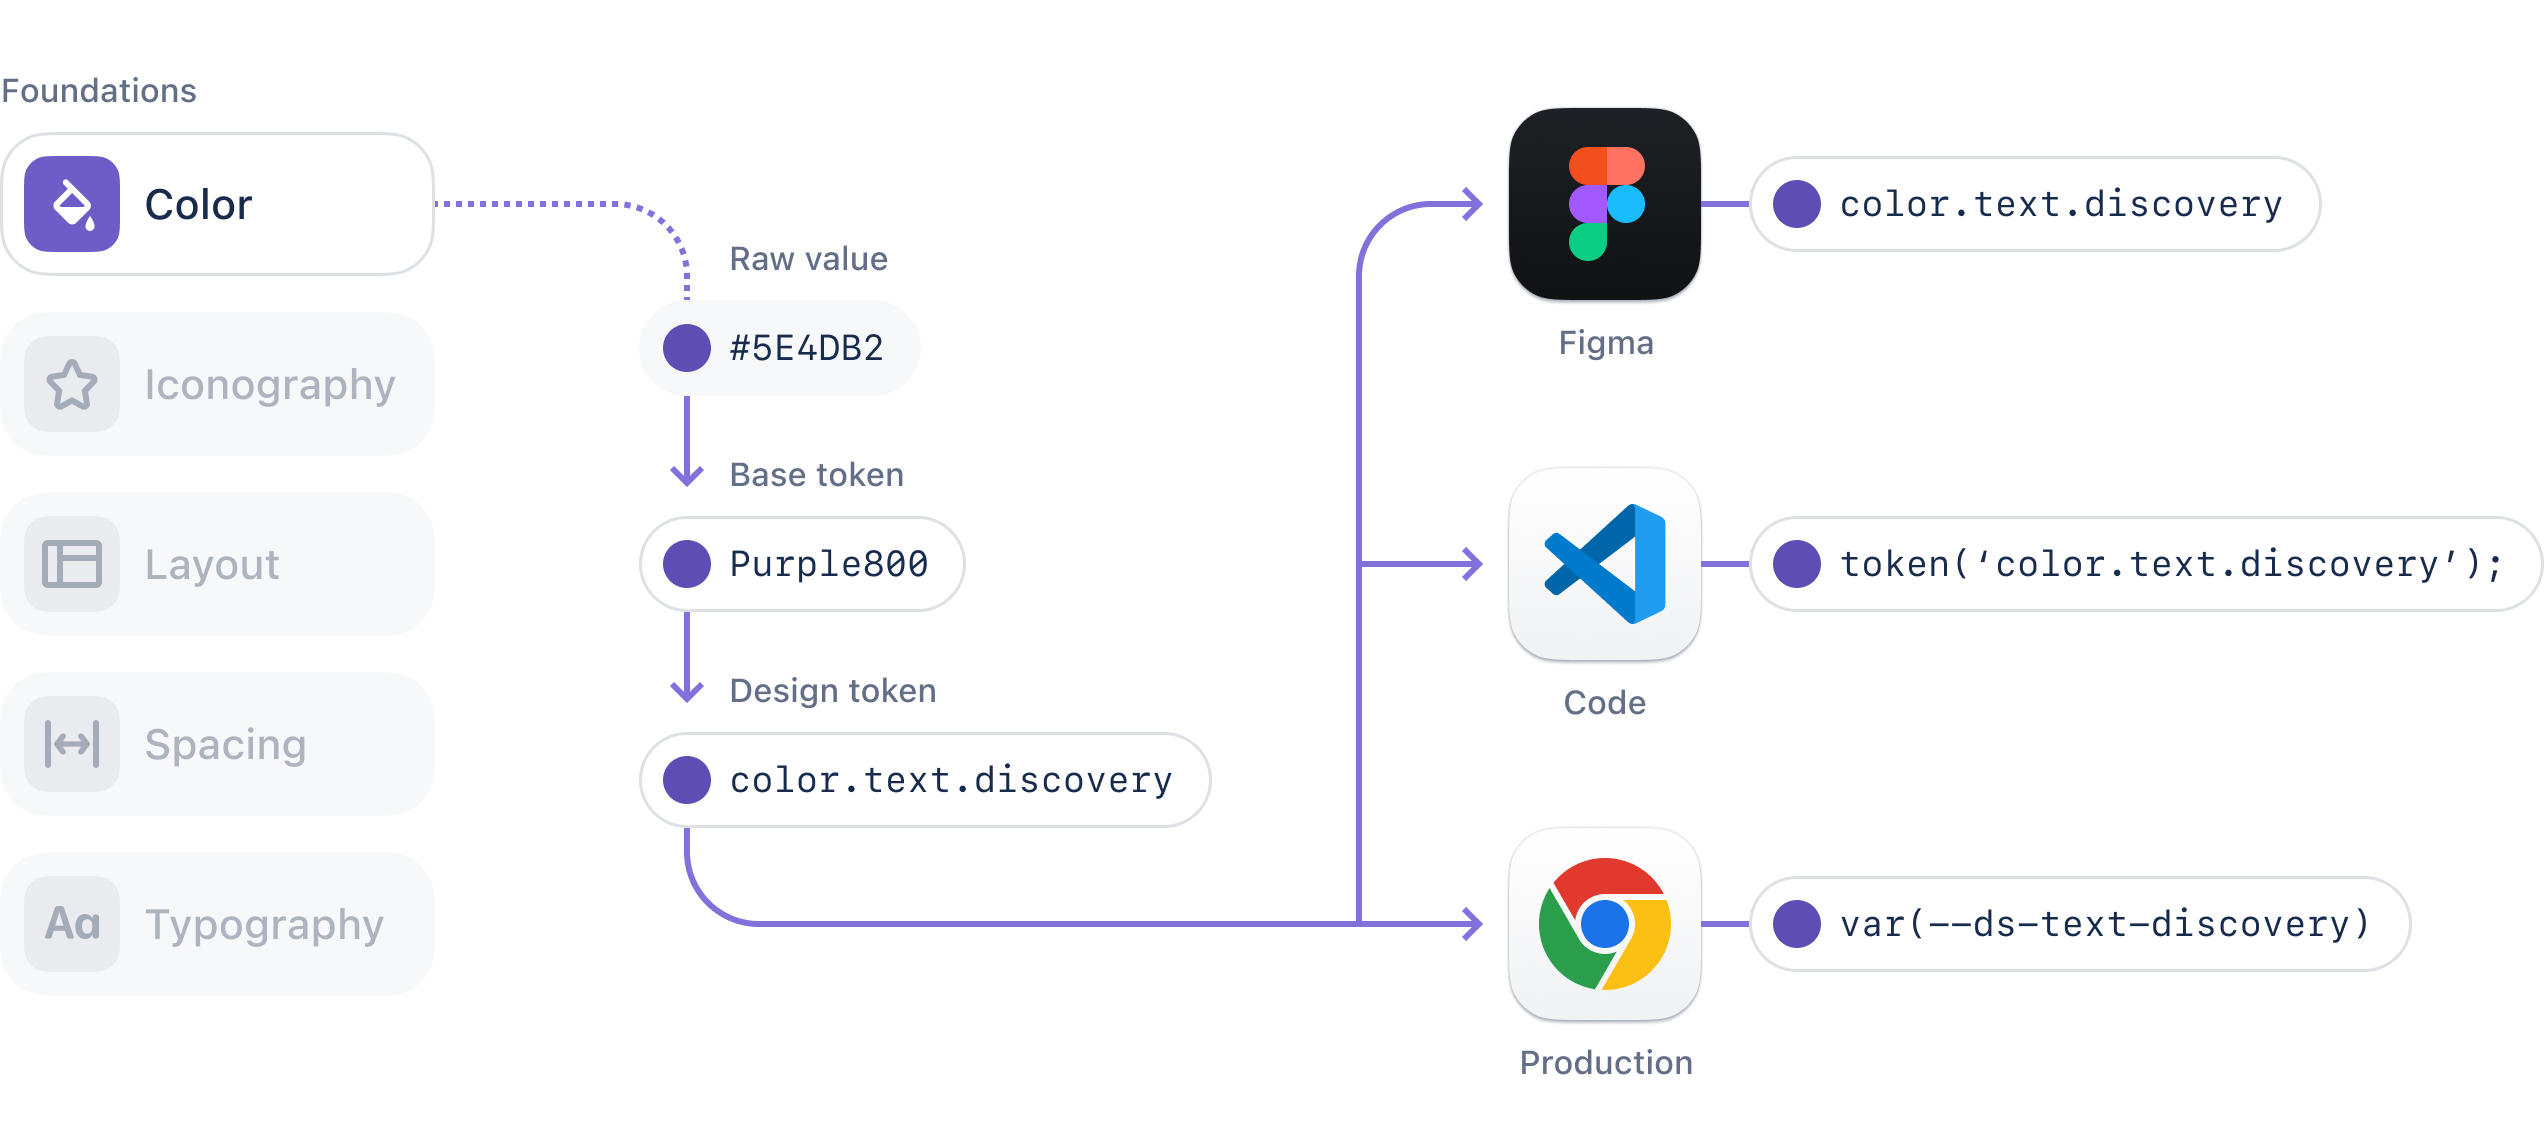 Foundations
Color
Iconography
Layout
Spacing
Aa Typography
Raw value
#5E4DB2
Base token
Purple800
Design token
color.text.discovery
Figma
color.text.discovery
Code
token(‘color.text.discovery’);
Production
var(--ds-text-discovery)